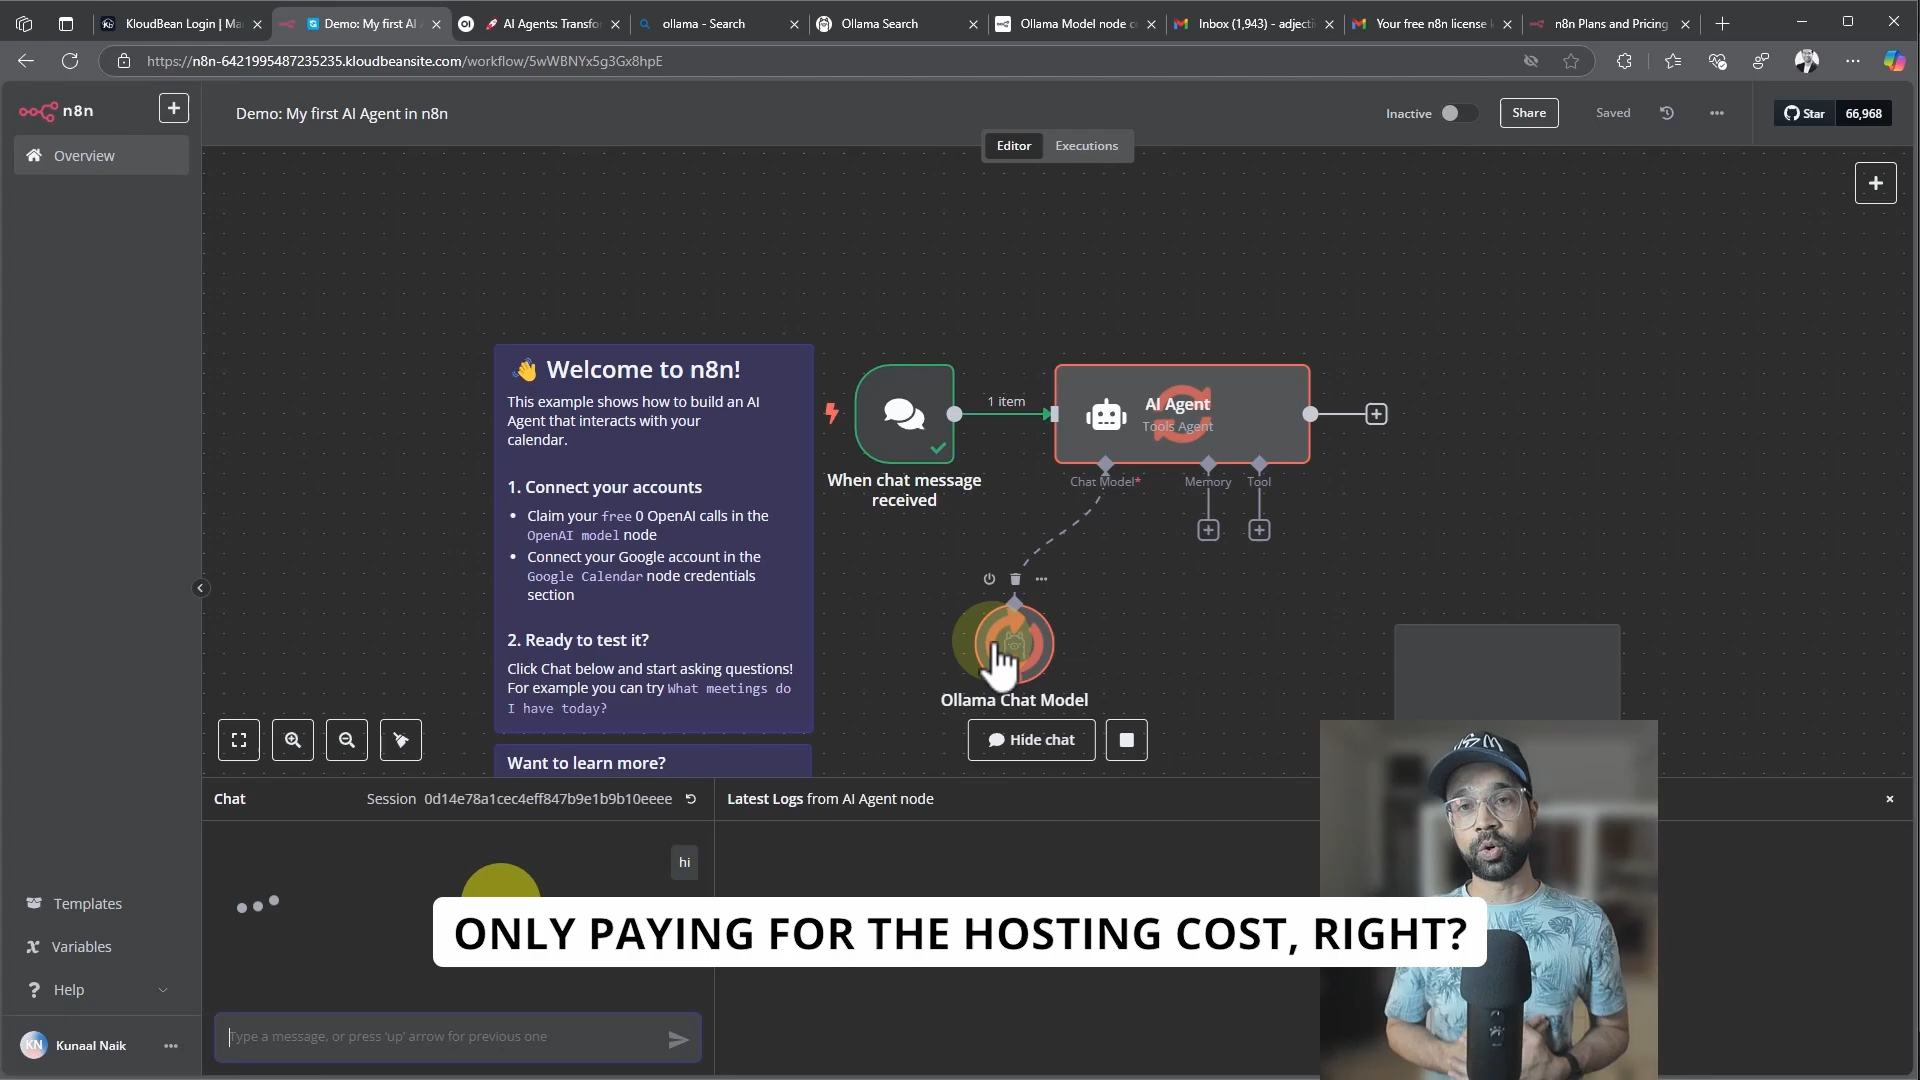 KloudBean Login | Ma
Demo: My first AI
AI Agents: Transfo
ollama - Search
Ollama Search
Ollama Model node
Inbox (1,943) - adjecti
Your free n8n license
n8n Plans and Pricing
https://n8n-6421995487235235.kloudbeansite.com/workflow/5wWBNYx5g3Gx8hpE
n8n
Demo: My first AI Agent in n8n
Inactive
Share
Saved
Star
66,968
Overview
Editor
Executions
👋 Welcome to n8n!
This example shows how to build an AI
Agent that interacts with your
calendar.
1. Connect your accounts
• Claim your free 0 OpenAI calls in the
OpenAI model node
• Connect your Google account in the
Google Calendar node credentials
section
2. Ready to test it?
Click Chat below and start asking questions!
For example you can try What meetings do
I have today?
Want to learn more?
When chat message
received
1 item
AI Agent
Tools Agent
Chat Model*
Memory
Tool
Ollama Chat Model
Hide chat
Chat
Session 0d14e78a1cec4eff847b9e1b9b10eeee
Latest Logs from AI Agent node
hi
ONLY PAYING FOR THE HOSTING COST, RIGHT?
Type a message, or press 'up' arrow for previous one
Templates
Variables
Help
KN
Kunaal Naik